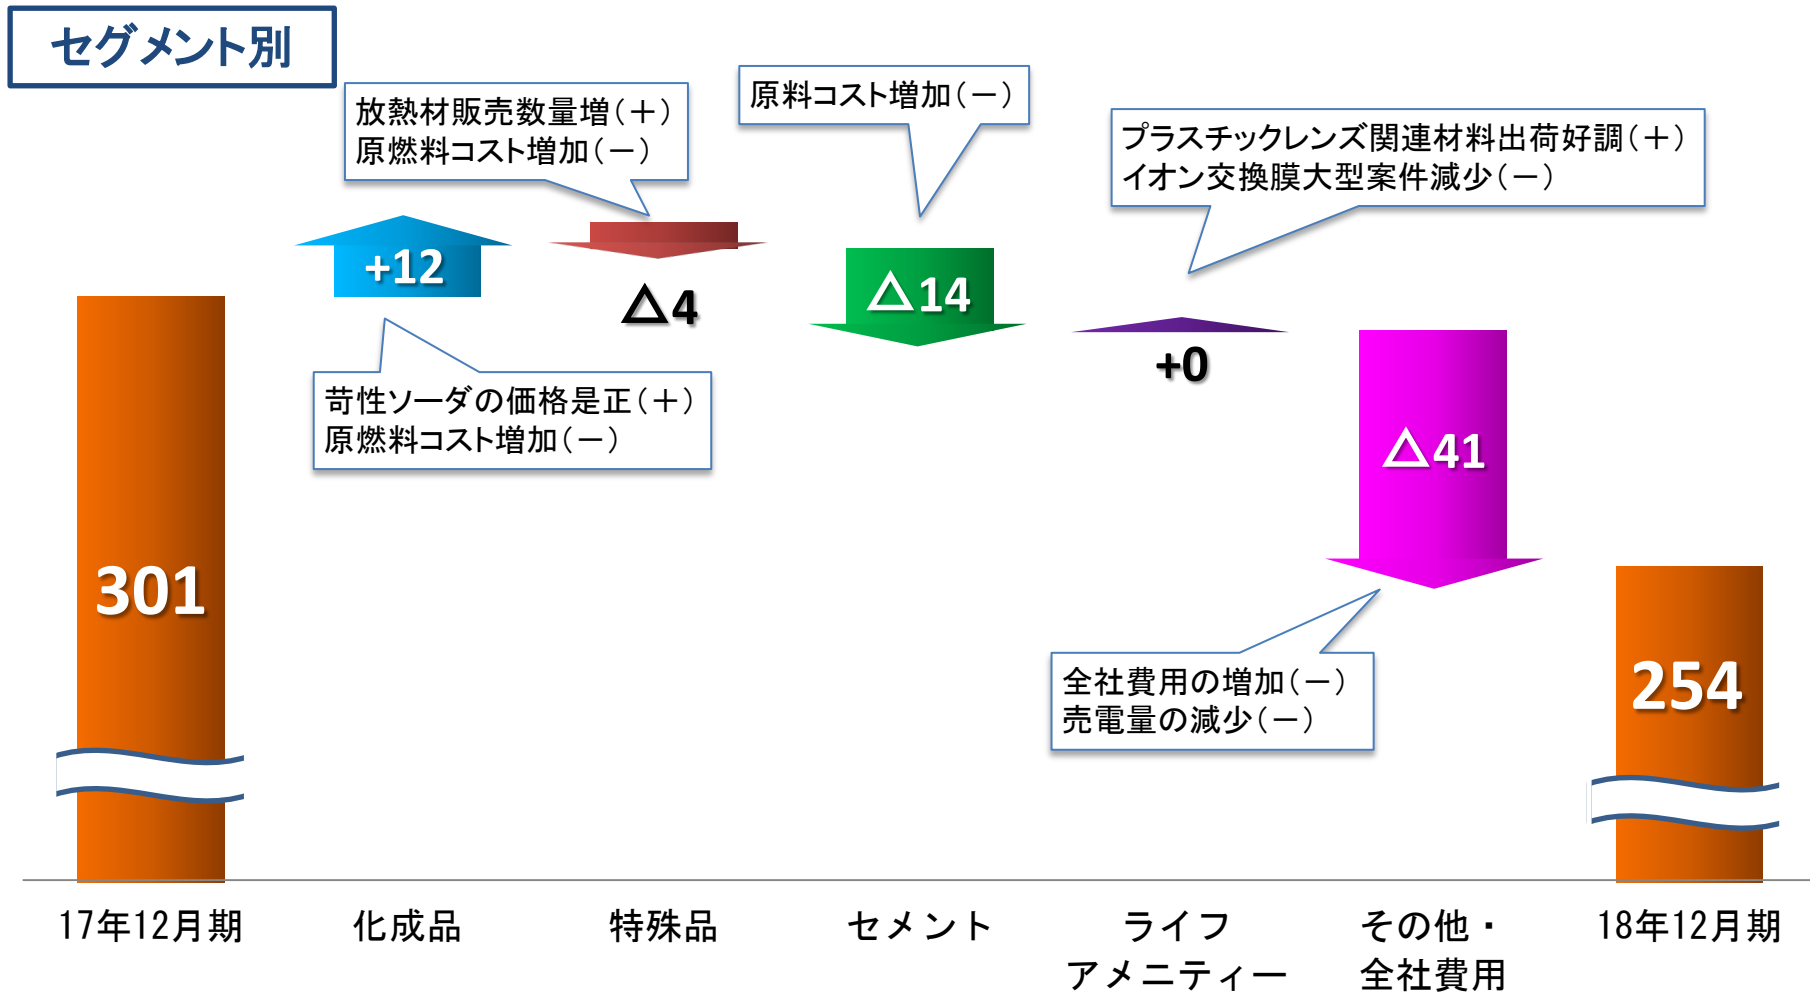 セグメント別
放熱材販売数量増(＋)
原燃料コスト増加(－)
原料コスト増加(－)
プラスチックレンズ関連材料出荷好調(＋)
イオン交換膜大型案件減少(－)
+12
△4
△14
+0
△41
苛性ソーダの価格是正(＋)
原燃料コスト増加(－)
301
254
全社費用の増加(－)
売電量の減少(－)
17年12月期
化成品
特殊品
セメント
ライフ
アメニティー
その他・
全社費用
18年12月期